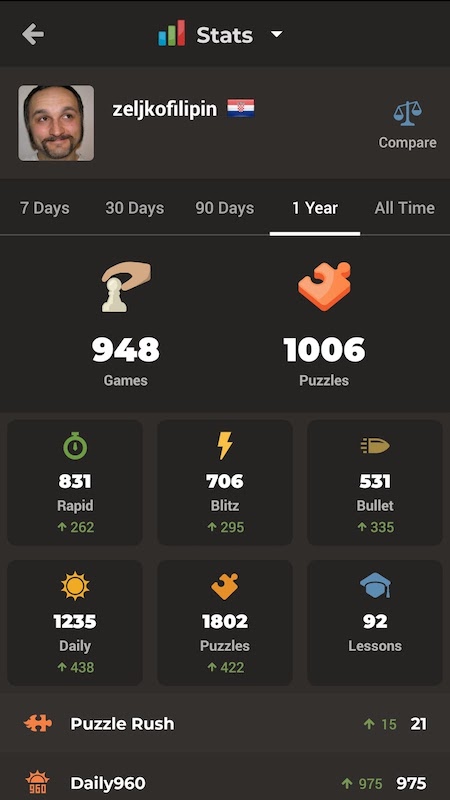 Stats
zeljkofilipin
Compare
7 Days 30 Days 90 Days 1 Year All Time
948 1006
Games Puzzles
831 706 531
Rapid Blitz Bullet
262 295 335
1235 1802 92
Daily Puzzles Lessons
438 422
Puzzle Rush 15 21
960 Daily960 975 975